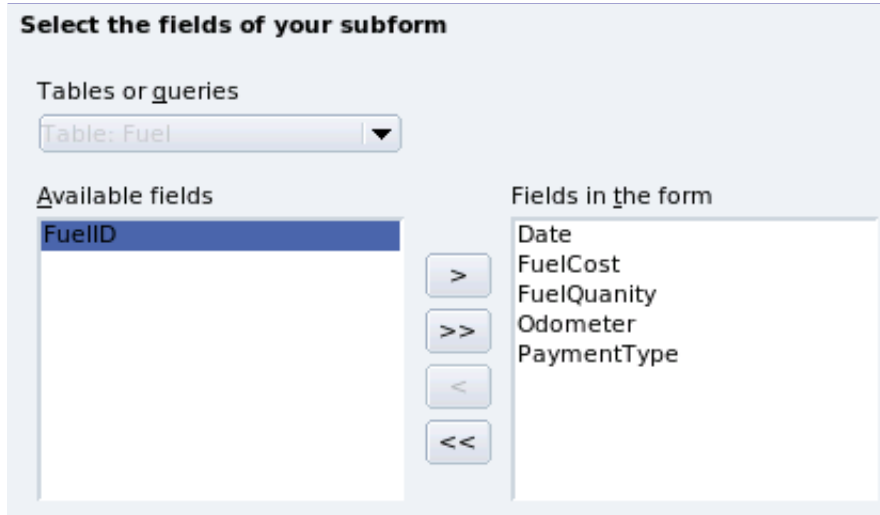 Select the fields of your subform
Tables or queries
Table: Fuel
Available fields
FuelID
>
>>
<
<<
Fields in the form
Date
FuelCost
FuelQuanity
Odometer
PaymentType